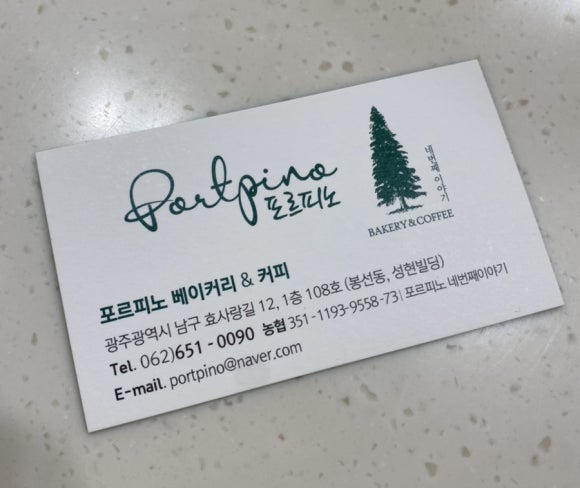 Portpino
포르피노
네번째 이야기
BAKERY & COFFEE
포르피노 베이커리 & 커피
광주광역시 남구 효사랑길 12, 1층 108호 (봉선동, 성현빌딩)
Tel. 062)651 - 0090 농협 351-1193-9558-73 | 포르피노 네번째이야기
E-mail. portpino@naver.com